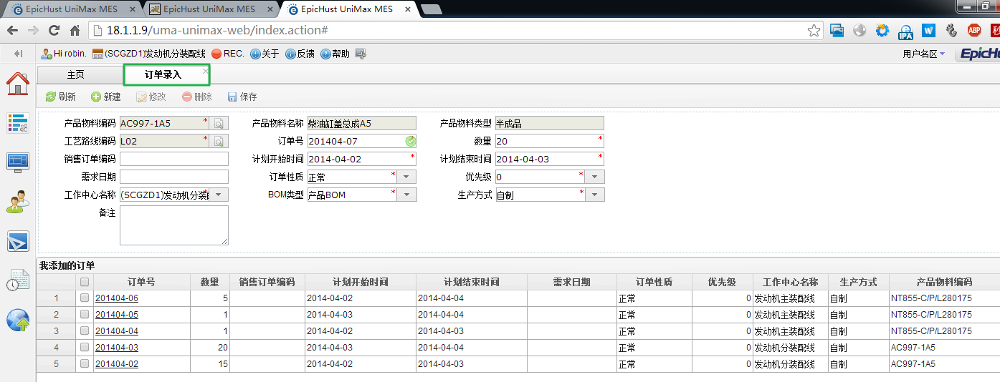 EpicHust UniMax MES EpicHust UniMax MES EpicHust UniMax MES
18.1.1.9/uma-unimax-web/index.action#
Hi robin. (SCGZD1)发动机分装配线 REC. 关于 反馈 帮助 用户名区
主页 订单录入
刷新 新建 修改 删除 保存
产品物料编码 AC997-1A5 * 产品物料名称 柴油缸盖总成A5 产品物料类型 半成品
工艺路线编码 L02 * 订单号 201404-07 数量 20 *
销售订单编码 计划开始时间 2014-04-02 * 计划结束时间 2014-04-03 *
需求日期 订单性质 正常 * 优先级 0 *
工作中心名称 (SCGZD1)发动机分装 * BOM类型 产品BOM * 生产方式 自制 *
备注
我添加的订单
订单号 数量 销售订单编码 计划开始时间 计划结束时间 需求日期 订单性质 优先级 工作中心名称 生产方式 产品物料编码
1 201404-06 5 2014-04-02 2014-04-04 正常 0 发动机主装配线 自制 NT855-C/P/L280175
2 201404-05 1 2014-04-03 2014-04-04 正常 0 发动机主装配线 自制 NT855-C/P/L280175
3 201404-04 1 2014-04-02 2014-04-03 正常 0 发动机主装配线 自制 NT855-C/P/L280175
4 201404-03 20 2014-04-03 2014-04-04 正常 0 发动机分装配线 自制 AC997-1A5
5 201404-02 15 2014-04-02 2014-04-03 正常 0 发动机分装配线 自制 AC997-1A5